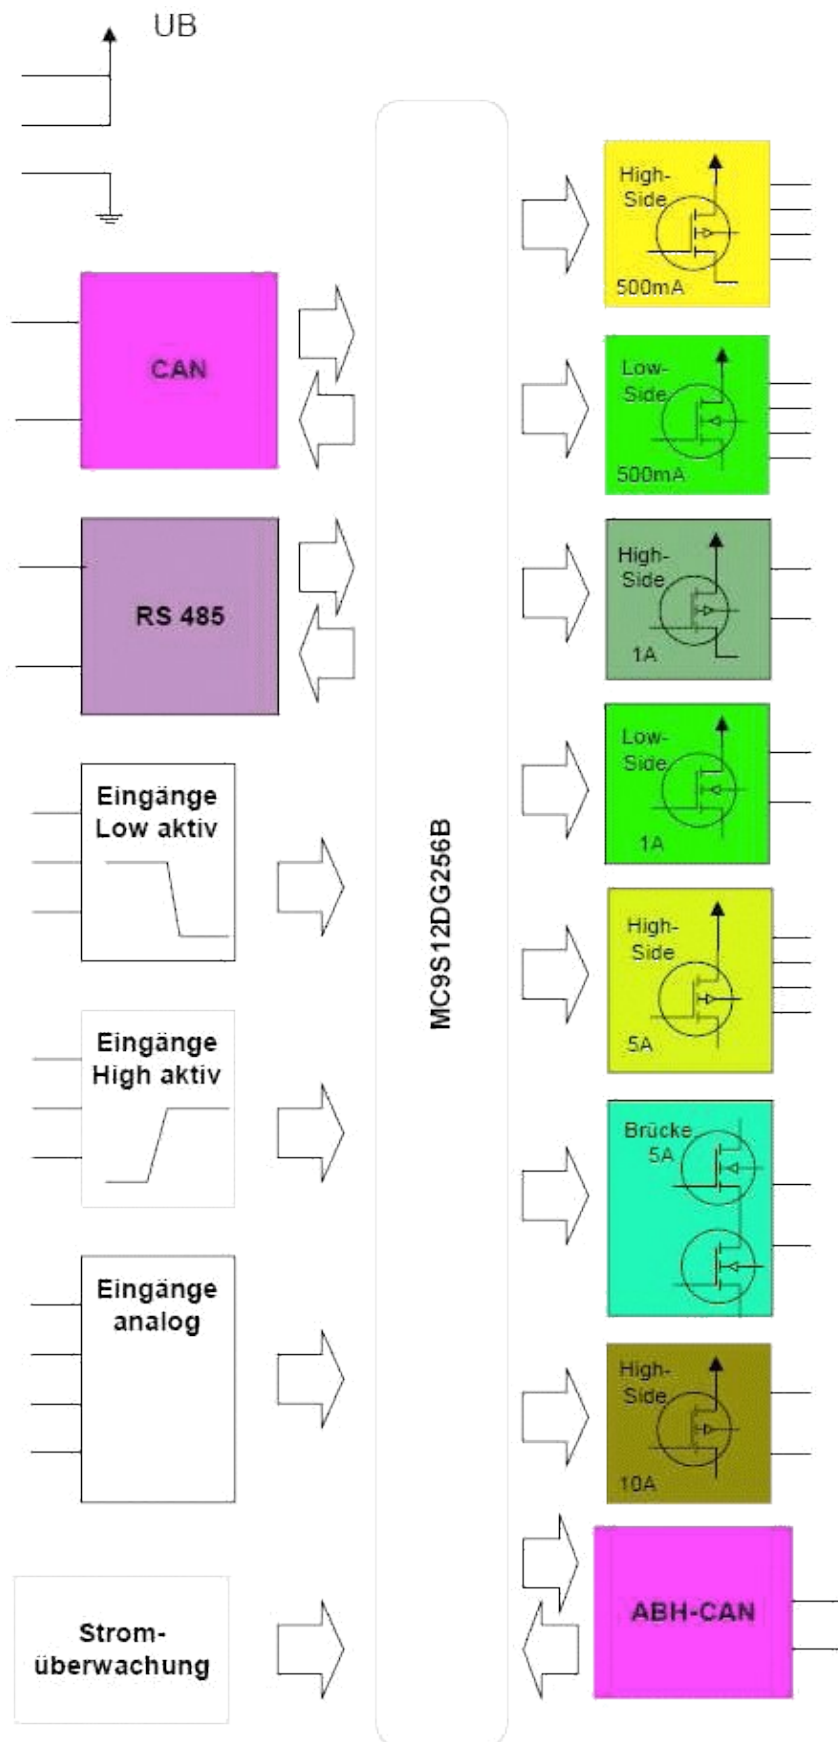 UB
CAN
RS 485
Eingänge
Low aktiv
Eingänge
High aktiv
Eingänge
analog
Strom-
überwachung
MC9S12DG256B
High-
Side
500mA
Low-
Side
500mA
High-
Side
1A
Low-
Side
1A
High-
Side
5A
Brücke
5A
High-
Side
10A
ABH-CAN